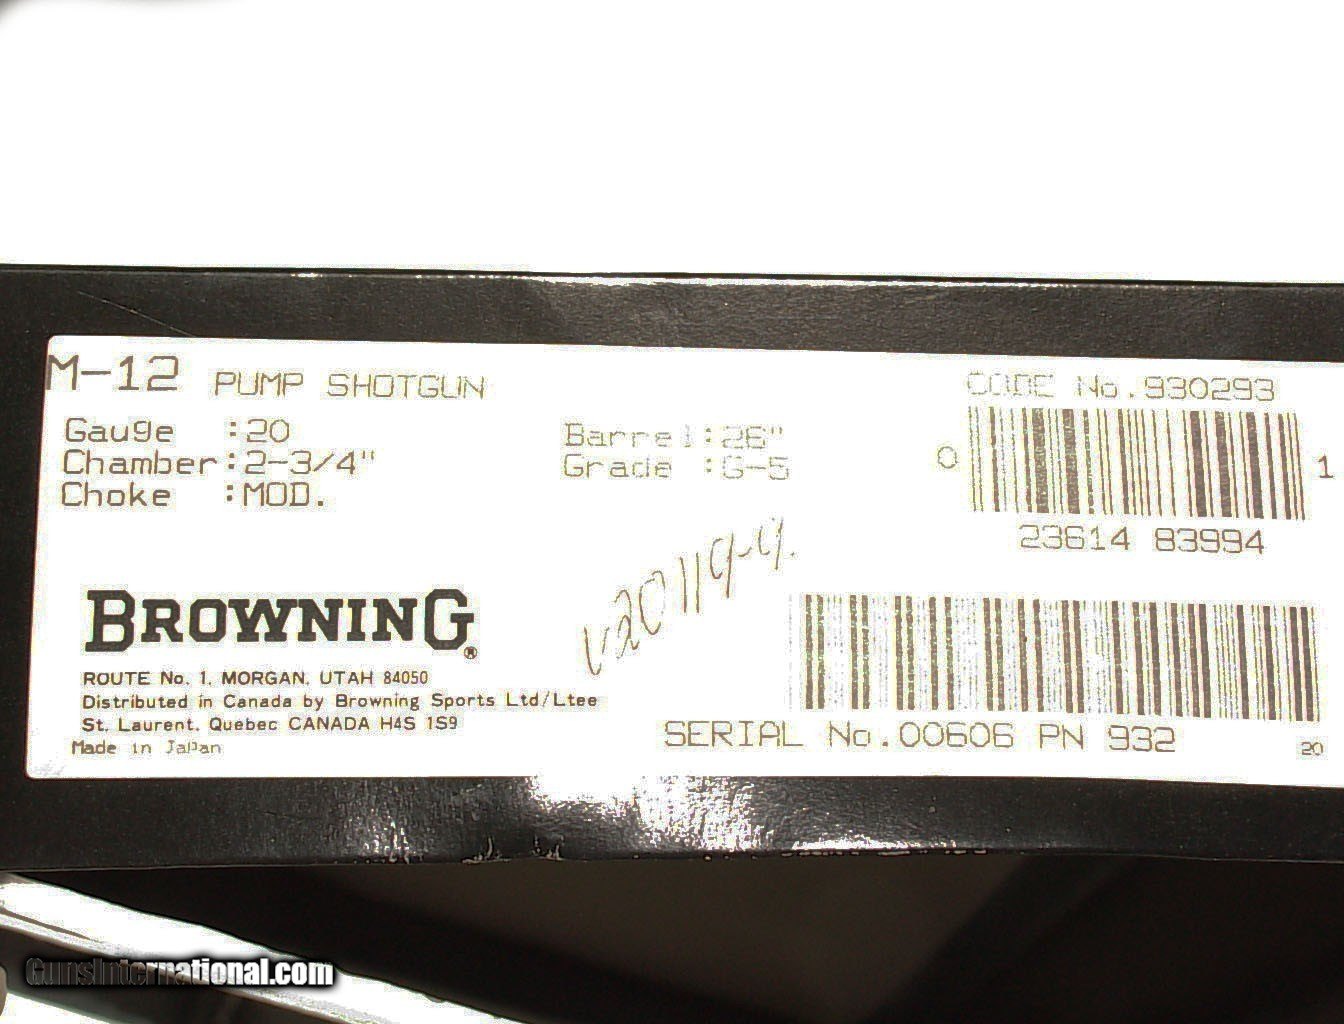 M-12 PUMP SHOTGUN
Gauge :20
Chamber:2-3/4"
Choke :MOD.
Barrel:26"
Grade :G-5
CODE No.930293
0 1
23614 83994
BROWNING®
ROUTE No. 1, MORGAN, UTAH 84050
Distributed in Canada by Browning Sports Ltd/Ltee
St. Laurent, Quebec CANADA H4S 1S9
Made in Japan
SERIAL No.00606 PN 932
20
GunsInternational.com